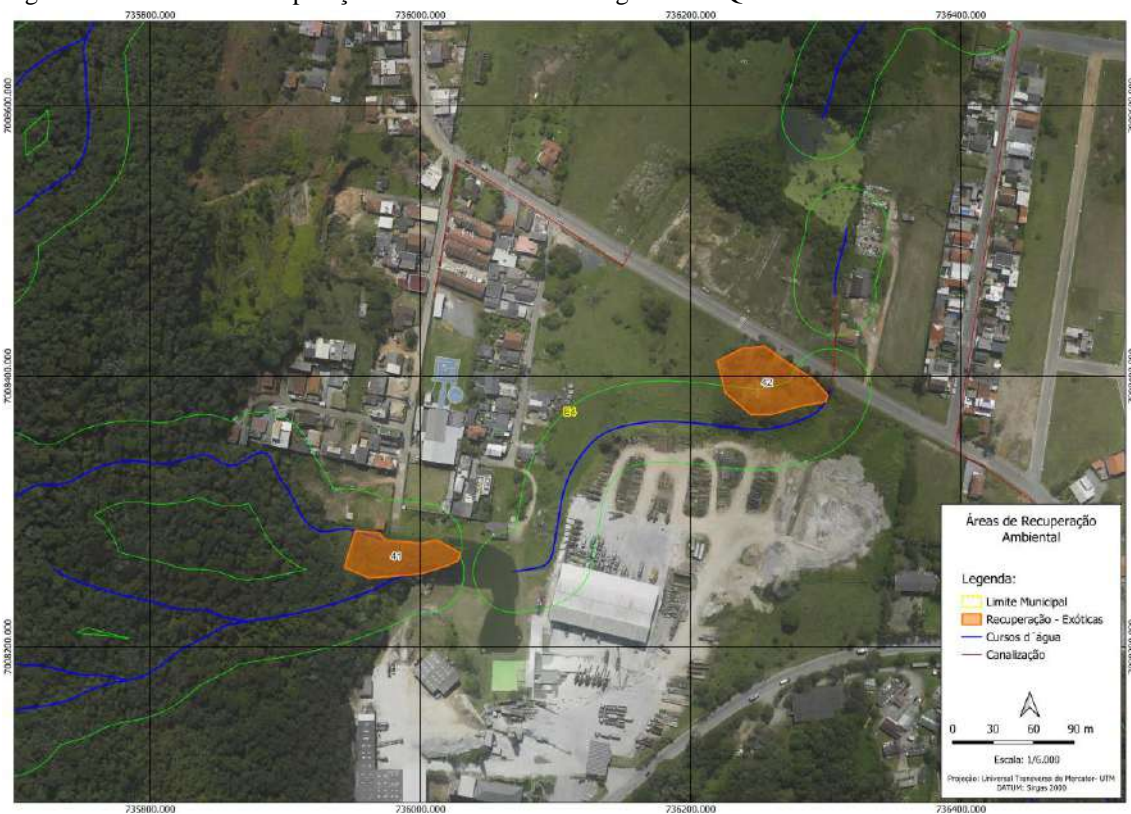 735800.000 736000.000 736200.000 736400.000
7008600.000
7008400.000
7008200.000
42
E6
41
Áreas de Recuperação
Ambiental
Legenda:
Limite Municipal
Recuperação - Exóticas
Cursos d´água
Canalização
0 30 60 90 m
Escala: 1/6.000
Projeção: Universal Transverso de Mercator- UTM
DATUM: Sirgas 2000
735800.000 736000.000 736200.000 736400.000